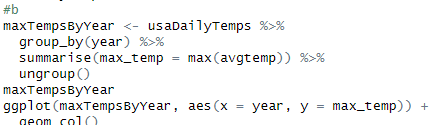 #b
maxTempsByYear <- usaDailyTemps %>%
  group_by(year) %>%
  summarise(max_temp = max(avgtemp)) %>%
  ungroup()
maxTempsByYear
ggplot(maxTempsByYear, aes(x = year, y = max_temp)) +
  geom_col()